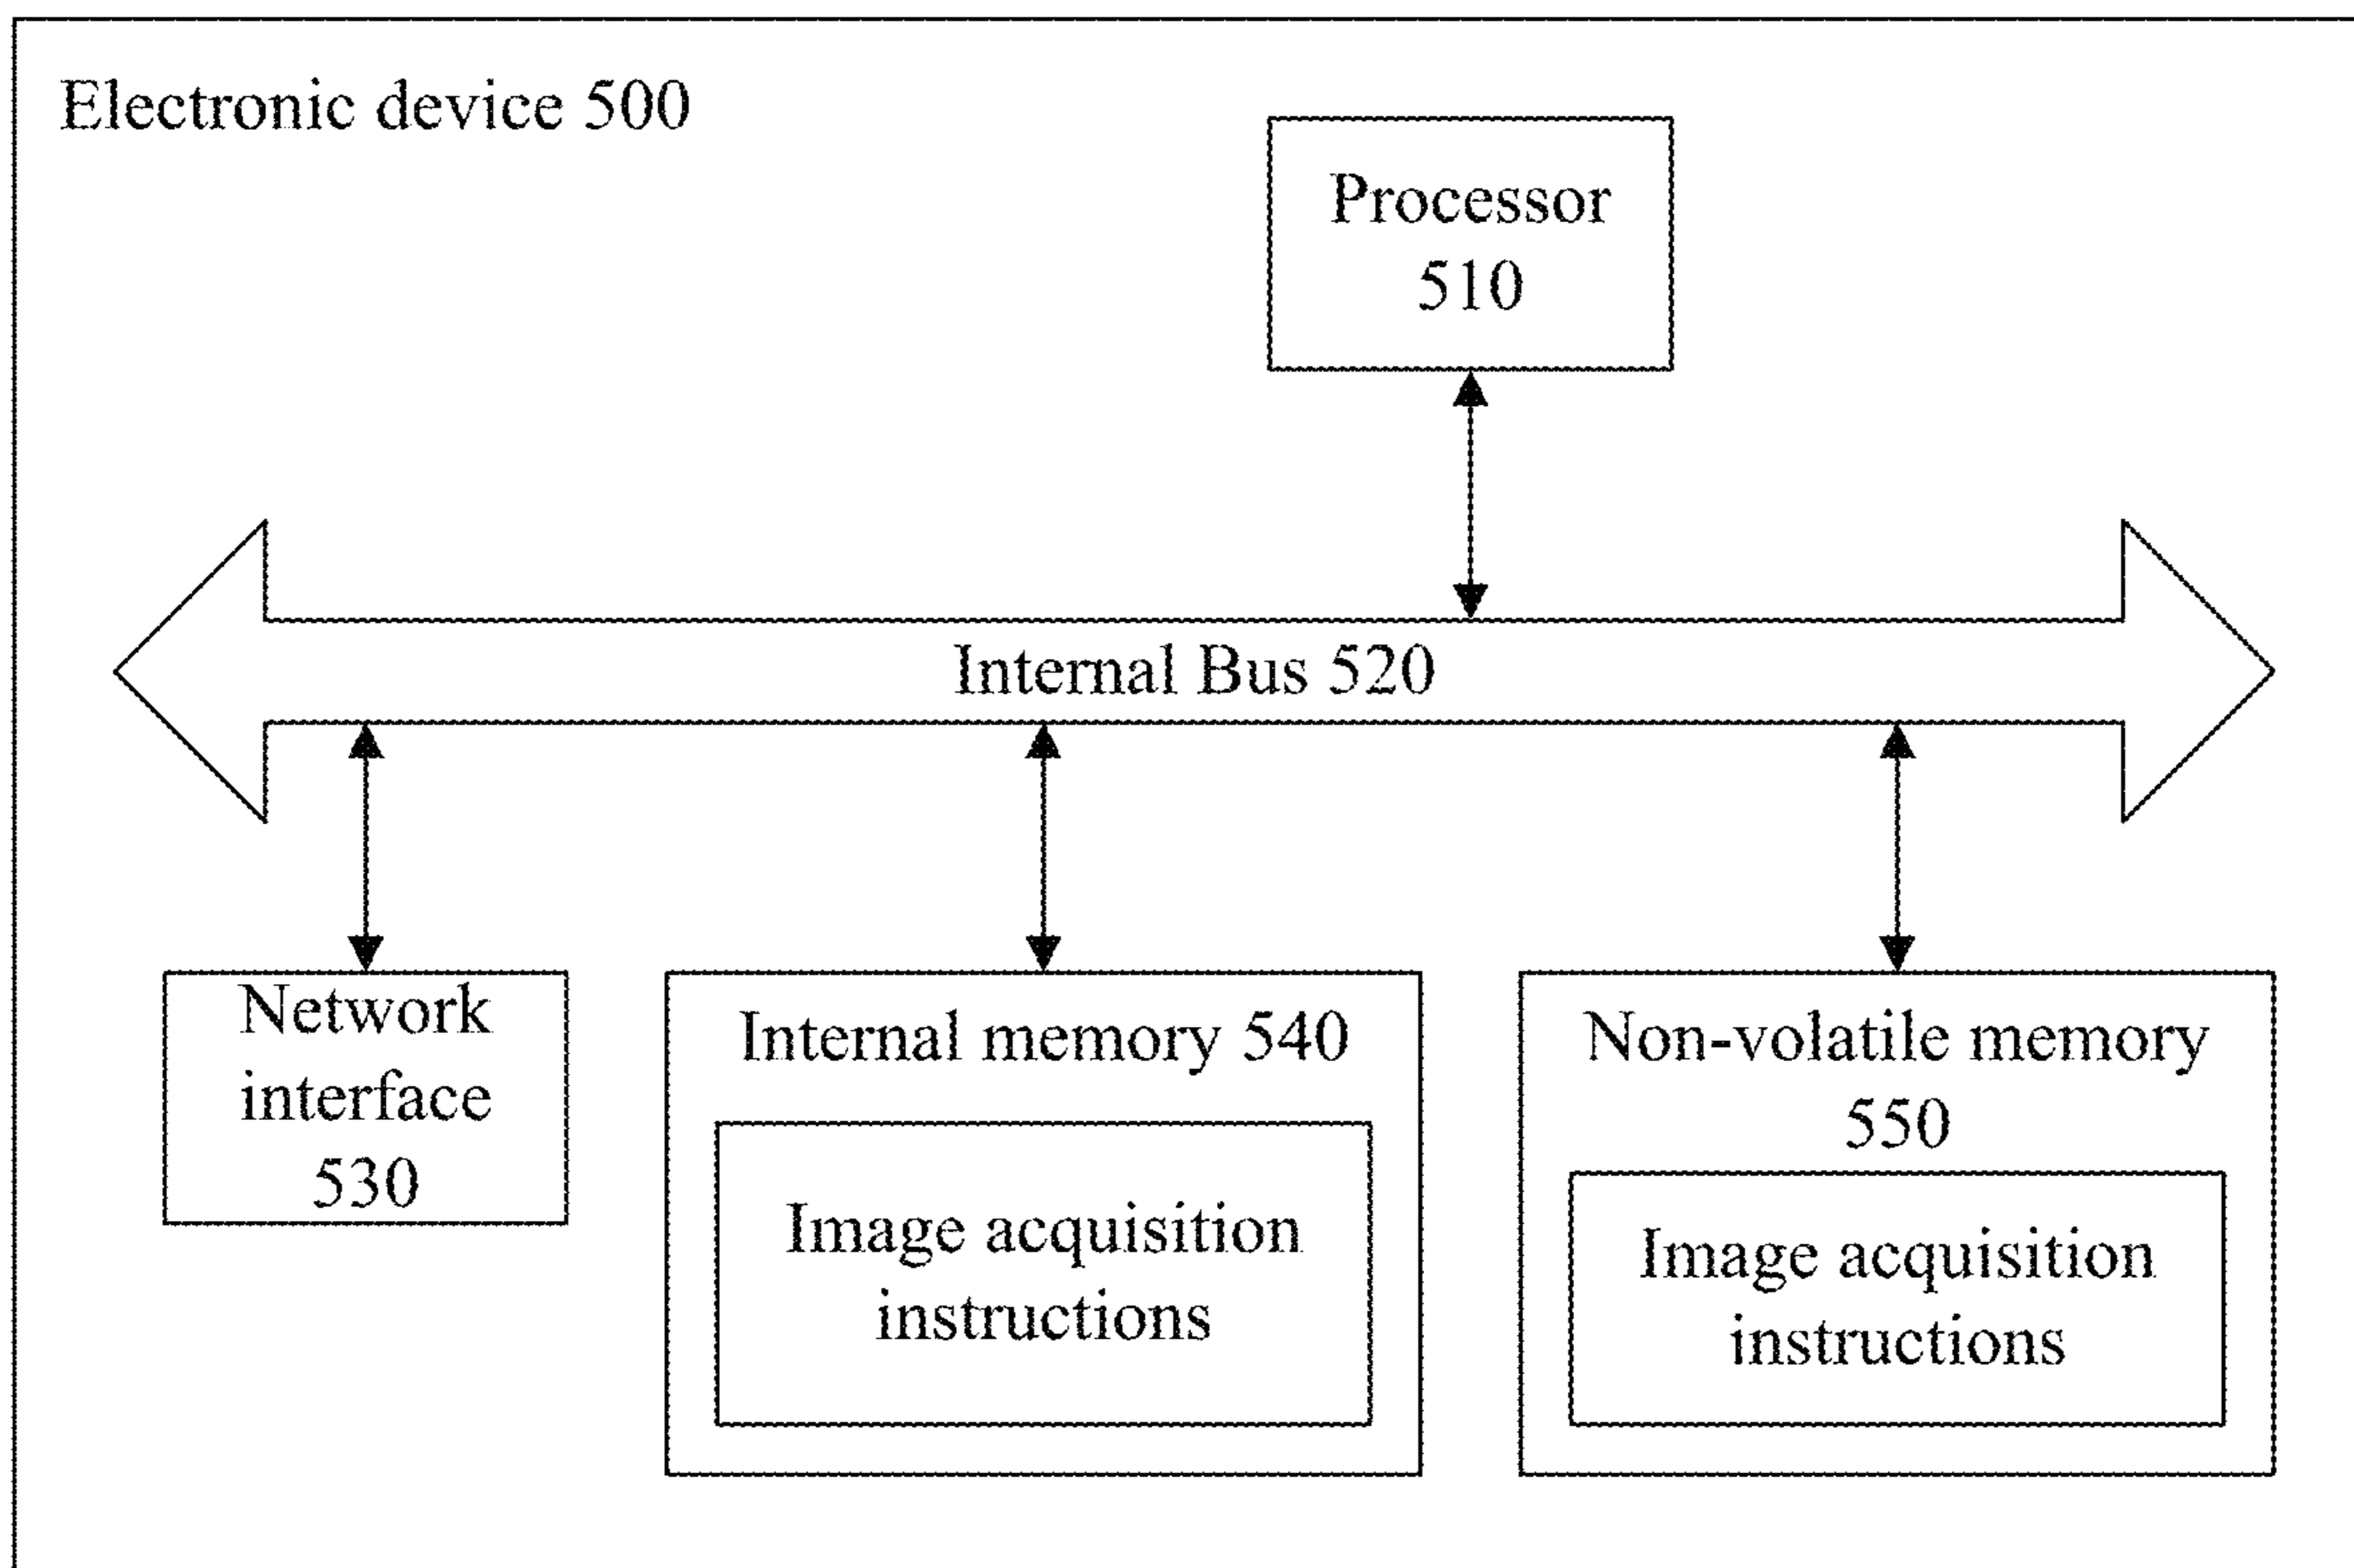 Electronic device 500
Processor
510
Internal Bus 520
Network
interface
530
Internal memory 540
Image acquisition
instructions
Non-volatile memory
550
Image acquisition
instructions